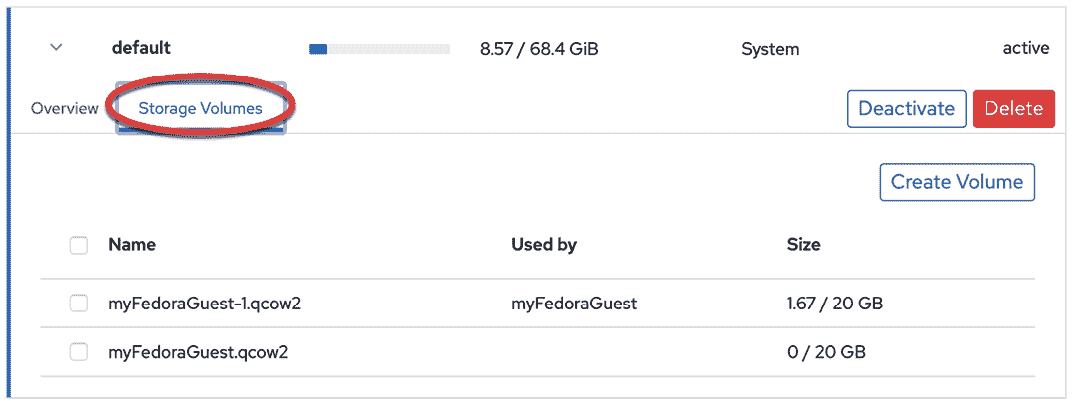 default 8.57 / 68.4 GiB System active
Overview Storage Volumes Deactivate Delete
Create Volume
Name Used by Size
myFedoraGuest-1.qcow2 myFedoraGuest 1.67 / 20 GB
myFedoraGuest.qcow2 0 / 20 GB